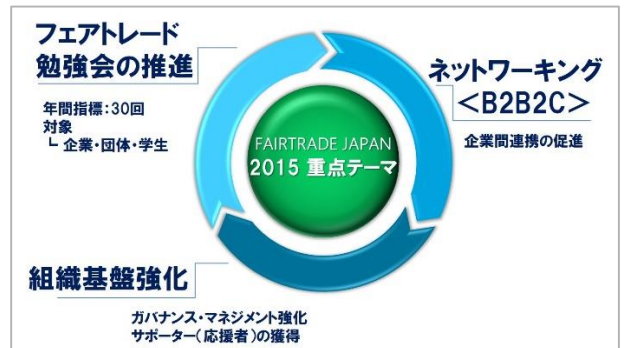 フェアトレード
勉強会の推進
年間指標：30回
対象
┗ 企業・団体・学生
ネットワーキング
＜B2B2C＞
企業間連携の促進
FAIRTRADE JAPAN
2015 重点テーマ
組織基盤強化
ガバナンス・マネジメント強化
サポーター（応援者）の獲得